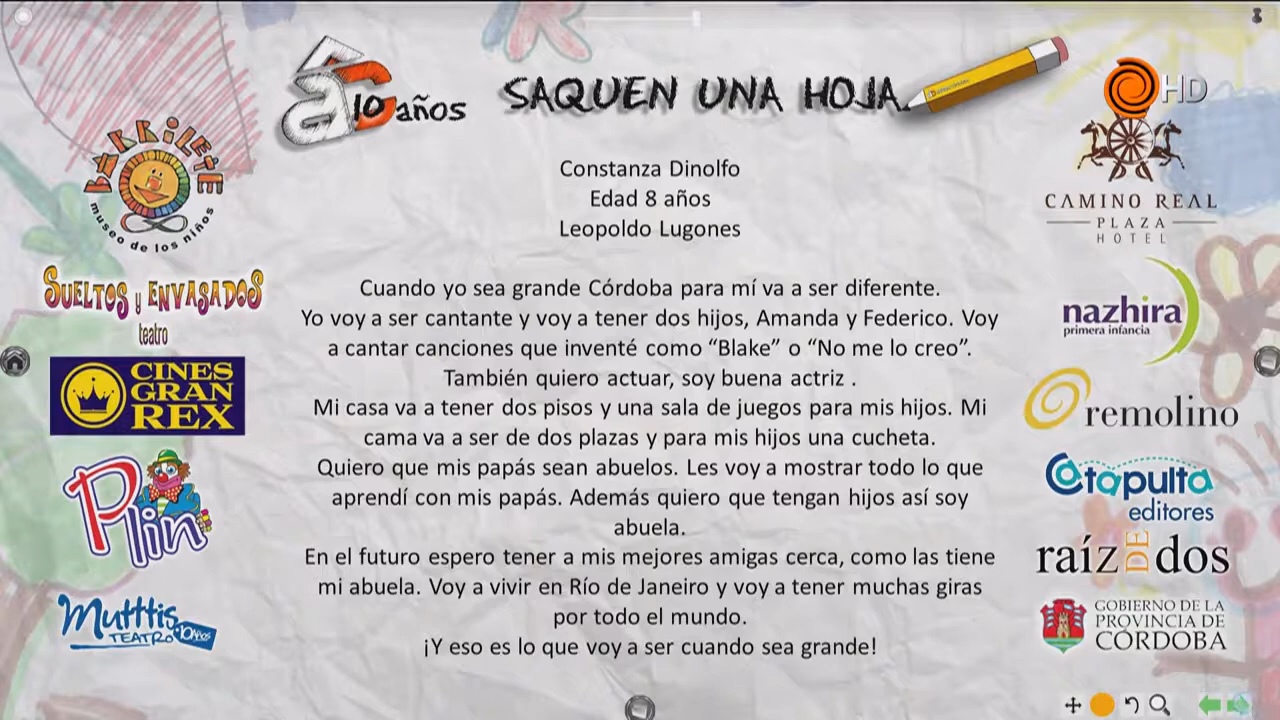 10 años
SAQUEN UNA HOJA.
HD
BARRILETE
museo de los niños
CAMINO REAL
PLAZA
HOTEL
Constanza Dinolfo
Edad 8 años
Leopoldo Lugones
Cuando yo sea grande Córdoba para mí va a ser diferente.
Yo voy a ser cantante y voy a tener dos hijos, Amanda y Federico. Voy
a cantar canciones que inventé como “Blake” o “No me lo creo”.
También quiero actuar, soy buena actriz .
Mi casa va a tener dos pisos y una sala de juegos para mis hijos. Mi
cama va a ser de dos plazas y para mis hijos una cucheta.
Quiero que mis papás sean abuelos. Les voy a mostrar todo lo que
aprendí con mis papás. Además quiero que tengan hijos así soy
abuela.
En el futuro espero tener a mis mejores amigas cerca, como las tiene
mi abuela. Voy a vivir en Río de Janeiro y voy a tener muchas giras
por todo el mundo.
¡Y eso es lo que voy a ser cuando sea grande!
SUELTOS y ENVASADOS
teatro
CINES
GRAN
REX
Plin
Mutttis
TEATRO 10 AÑOS
nazhira
primera infancia
remolino
Catapulta
editores
raíz DE dos
GOBIERNO DE LA
PROVINCIA DE
CÓRDOBA